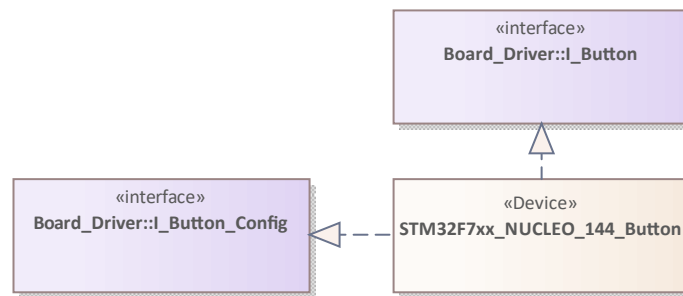 «interface»
Board_Driver::I_Button
«interface»
Board_Driver::I_Button_Config
«Device»
STM32F7xx_NUCLEO_144_Button